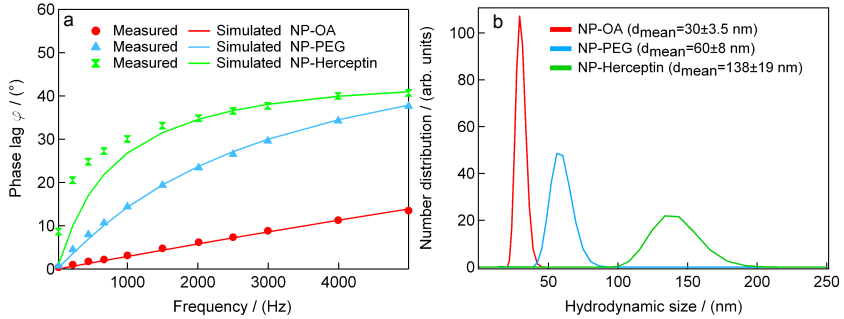 a
Measured Simulated NP-OA
Measured Simulated NP-PEG
Measured Simulated NP-Herceptin
60
50
40
30
20
10
0
Phase lag φ / (°)
1000 2000 3000 4000
Frequency / (Hz)
b
NP-OA (dmean=30±3.5 nm)
NP-PEG (dmean=60±8 nm)
NP-Herceptin (dmean=138±19 nm)
100
80
60
40
20
0
Number distribution / (arb. units)
50 100 150 200 250
Hydrodynamic size / (nm)